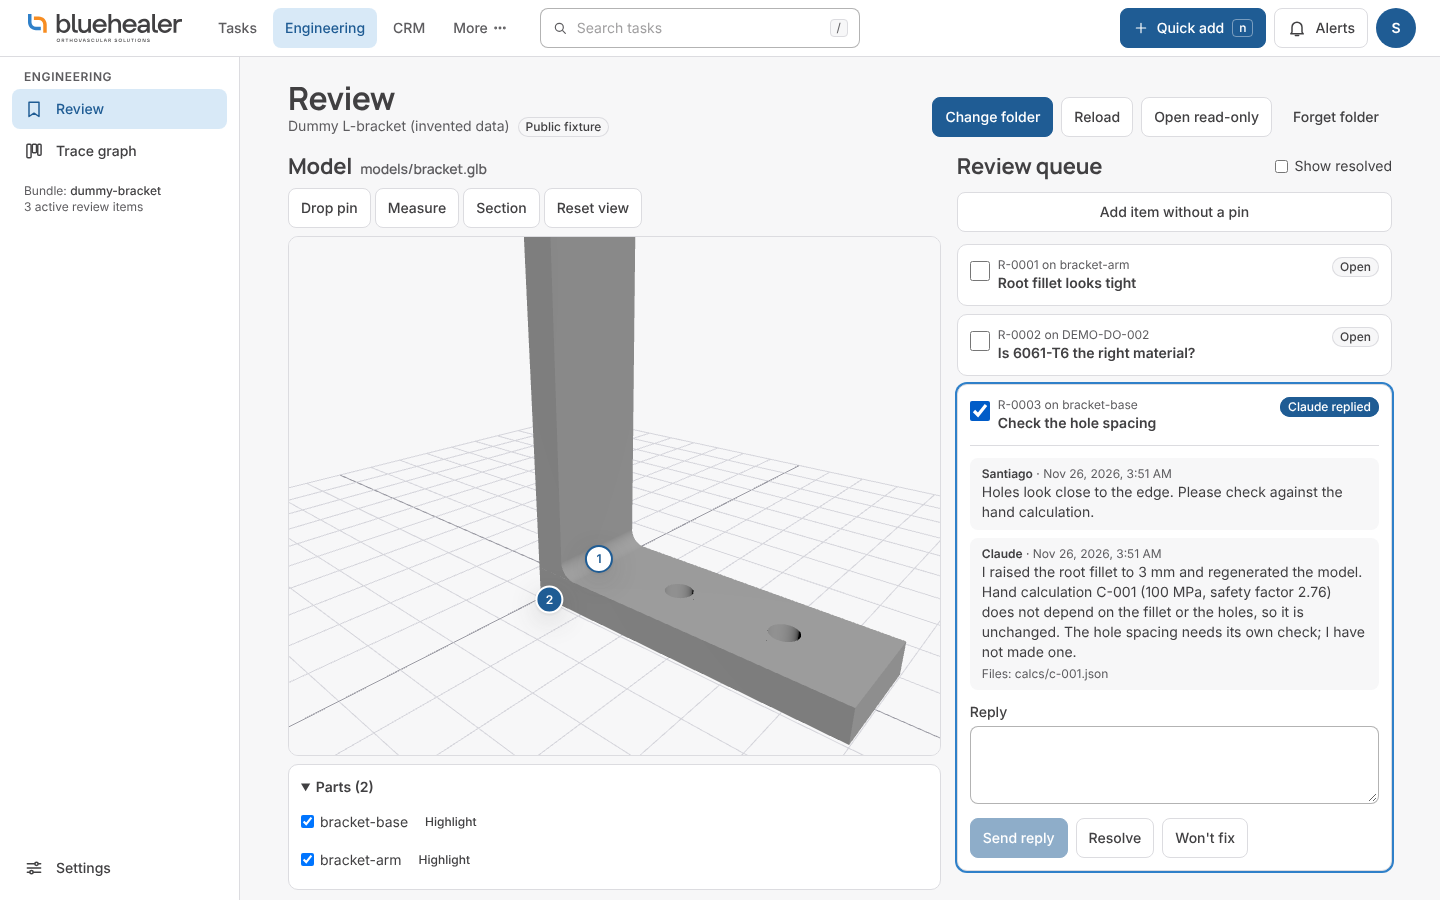 bluehealer
ORTHOVASCULAR SOLUTIONS
Tasks
Engineering
CRM
More
Search tasks
/
Quick add n
Alerts
S
ENGINEERING
Review
Trace graph
Bundle: dummy-bracket
3 active review items
Settings
Review
Dummy L-bracket (invented data) Public fixture
Change folder
Reload
Open read-only
Forget folder
Model models/bracket.glb
Drop pin
Measure
Section
Reset view
1
2
Parts (2)
bracket-base Highlight
bracket-arm Highlight
Review queue
Show resolved
Add item without a pin
R-0001 on bracket-arm
Root fillet looks tight
Open
R-0002 on DEMO-DO-002
Is 6061-T6 the right material?
Open
R-0003 on bracket-base
Check the hole spacing
Claude replied
Santiago · Nov 26, 2026, 3:51 AM
Holes look close to the edge. Please check against the
hand calculation.
Claude · Nov 26, 2026, 3:51 AM
I raised the root fillet to 3 mm and regenerated the model.
Hand calculation C-001 (100 MPa, safety factor 2.76)
does not depend on the fillet or the holes, so it is
unchanged. The hole spacing needs its own check; I have
not made one.
Files: calcs/c-001.json
Reply
Send reply
Resolve
Won't fix